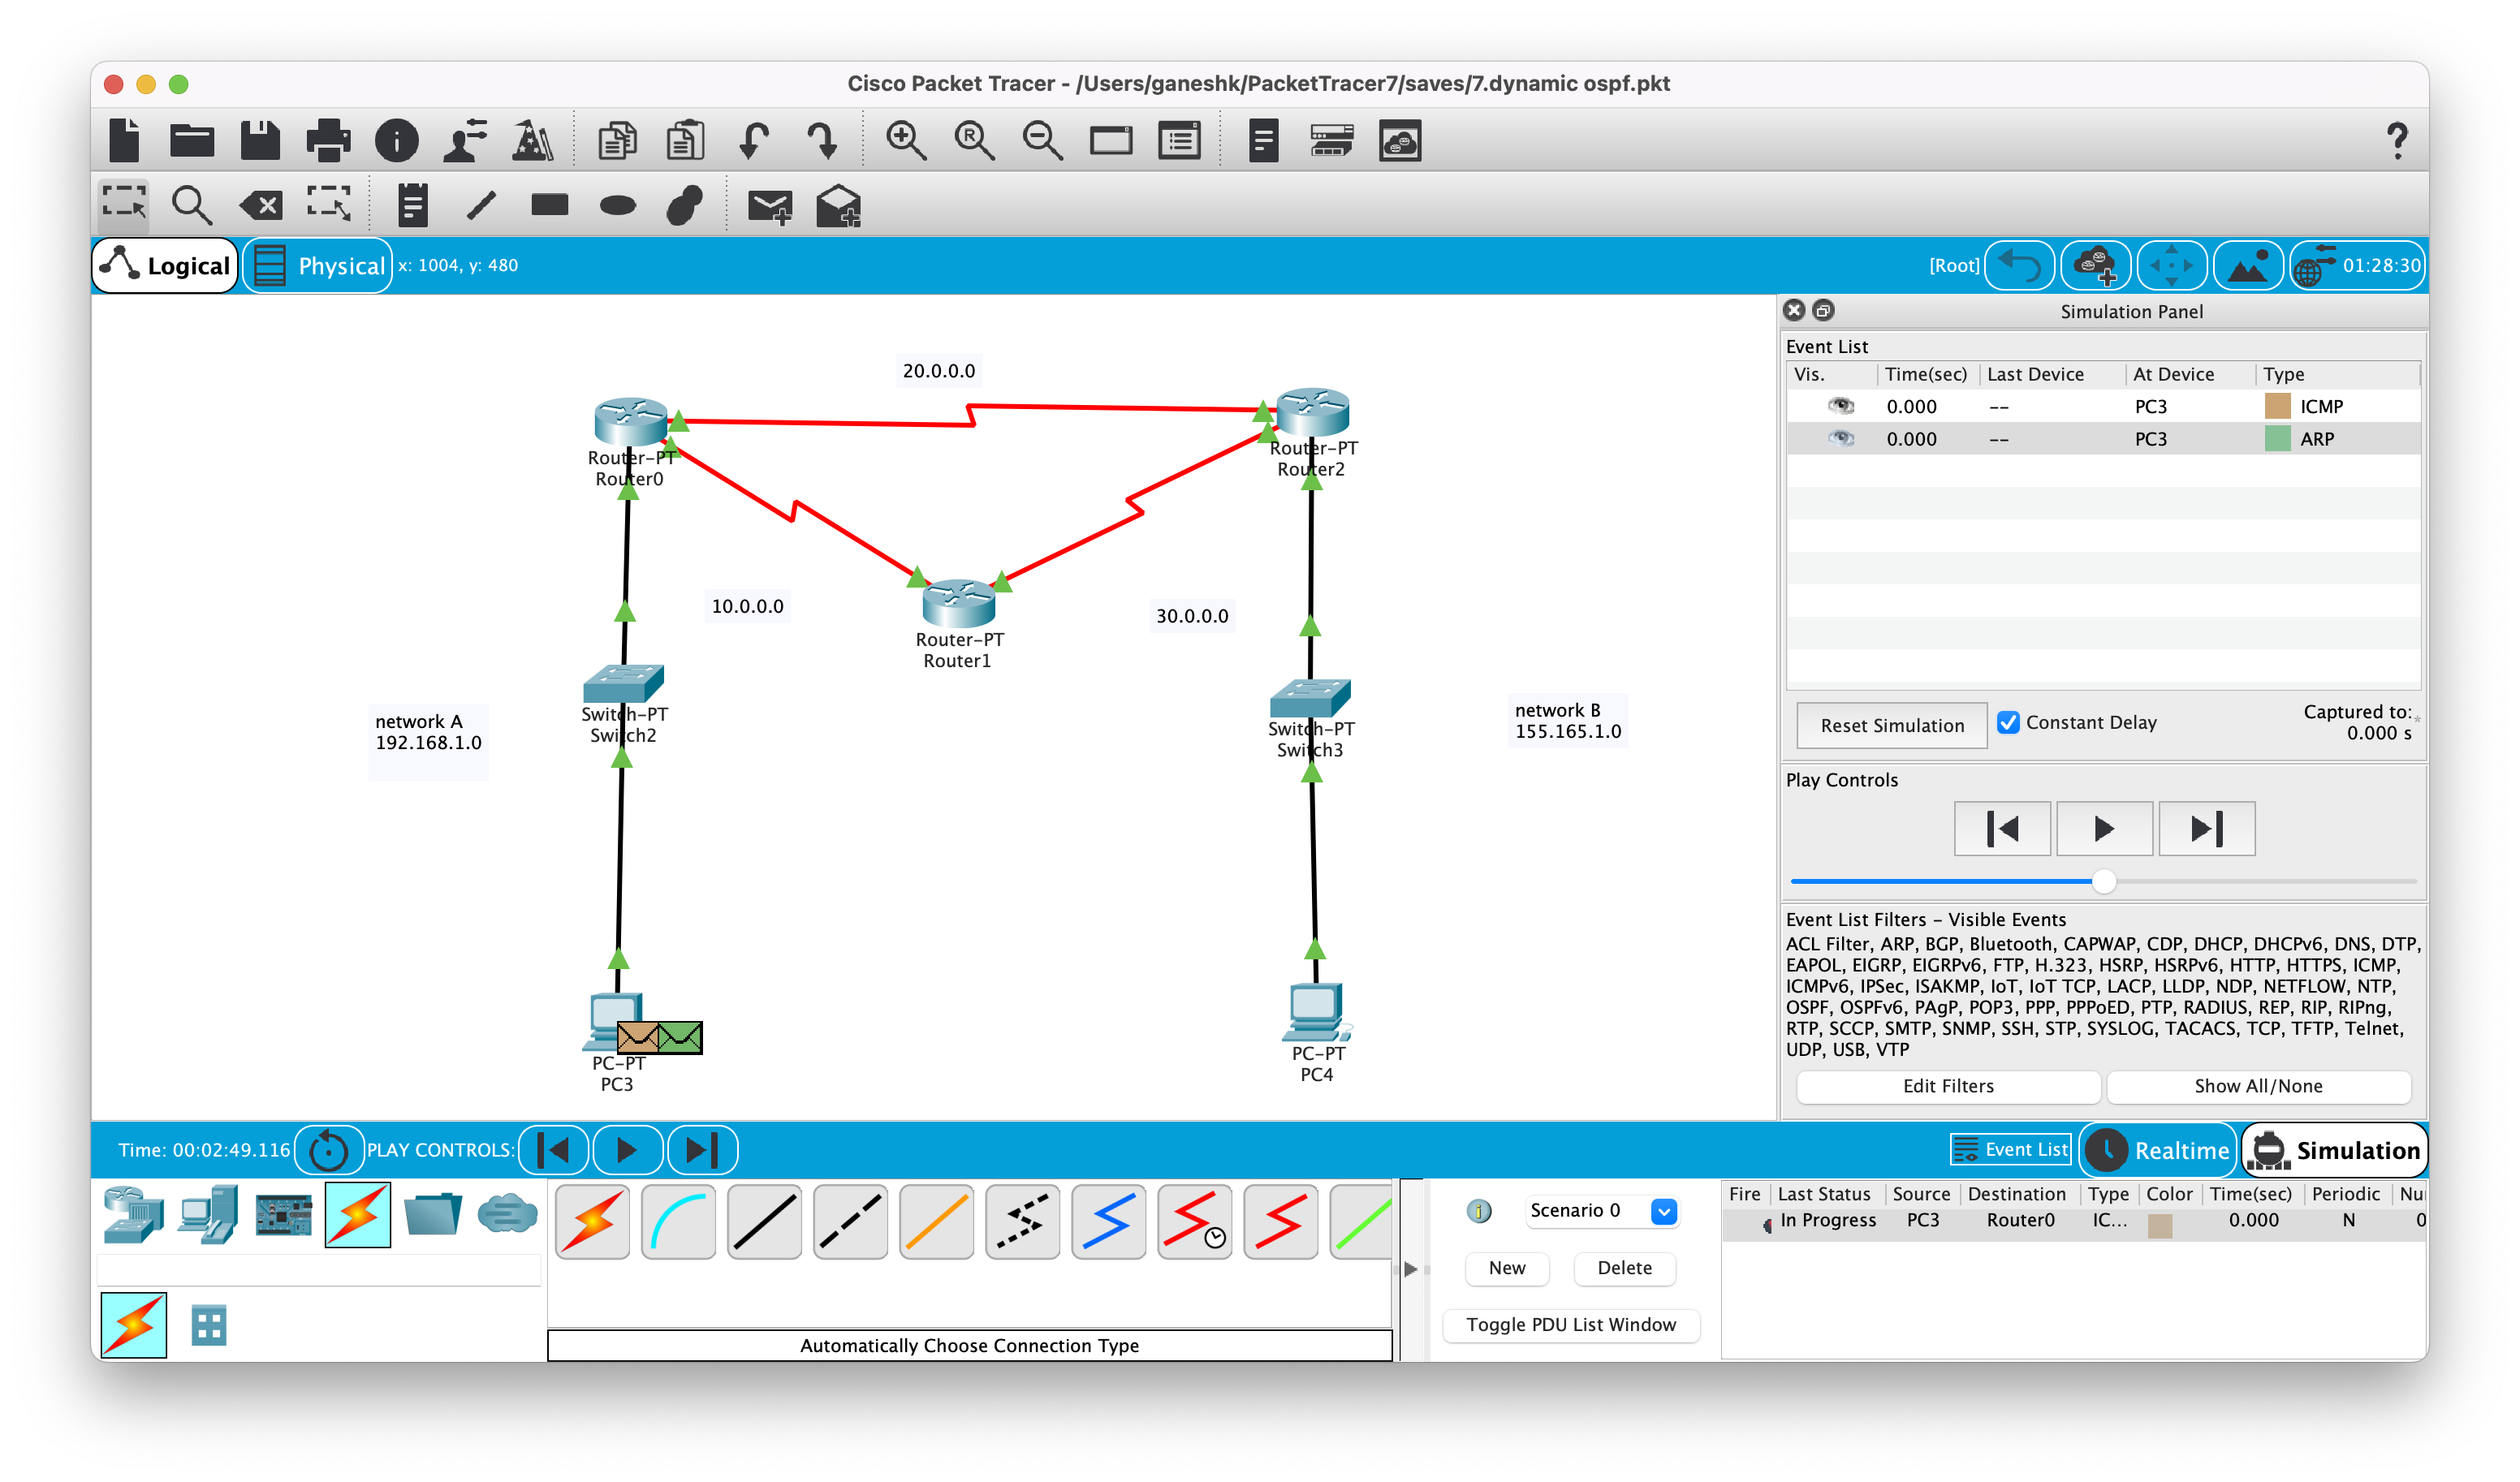 Cisco Packet Tracer - /Users/ganeshk/PacketTracer7/saves/7.dynamic ospf.pkt
Logical
Physical
x: 1004, y: 480
[Root]
01:28:30
20.0.0.0
Router-PT
Router0
Router-PT
Router2
10.0.0.0
30.0.0.0
Router-PT
Router1
network A
192.168.1.0
Switch-PT
Switch2
Switch-PT
Switch3
network B
155.165.1.0
PC-PT
PC3
PC-PT
PC4
Simulation Panel
Event List
Vis. Time(sec) Last Device At Device Type
0.000 -- PC3 ICMP
0.000 -- PC3 ARP
Reset Simulation
Constant Delay
Captured to:
0.000 s
*
Play Controls
Event List Filters - Visible Events
ACL Filter, ARP, BGP, Bluetooth, CAPWAP, CDP, DHCP, DHCPv6, DNS, DTP,
EAPOL, EIGRP, EIGRPv6, FTP, H.323, HSRP, HSRPv6, HTTP, HTTPS, ICMP,
ICMPv6, IPSec, ISAKMP, IoT, IoT TCP, LACP, LLDP, NDP, NETFLOW, NTP,
OSPF, OSPFv6, PAgP, POP3, PPP, PPPoED, PTP, RADIUS, REP, RIP, RIPng,
RTP, SCCP, SMTP, SNMP, SSH, STP, SYSLOG, TACACS, TCP, TFTP, Telnet,
UDP, USB, VTP
Edit Filters
Show All/None
Time: 00:02:49.116
PLAY CONTROLS:
Event List
Realtime
Simulation
Scenario 0
New
Delete
Toggle PDU List Window
Automatically Choose Connection Type
Fire Last Status Source Destination Type Color Time(sec) Periodic Nu
In Progress PC3 Router0 IC... 0.000 N 0